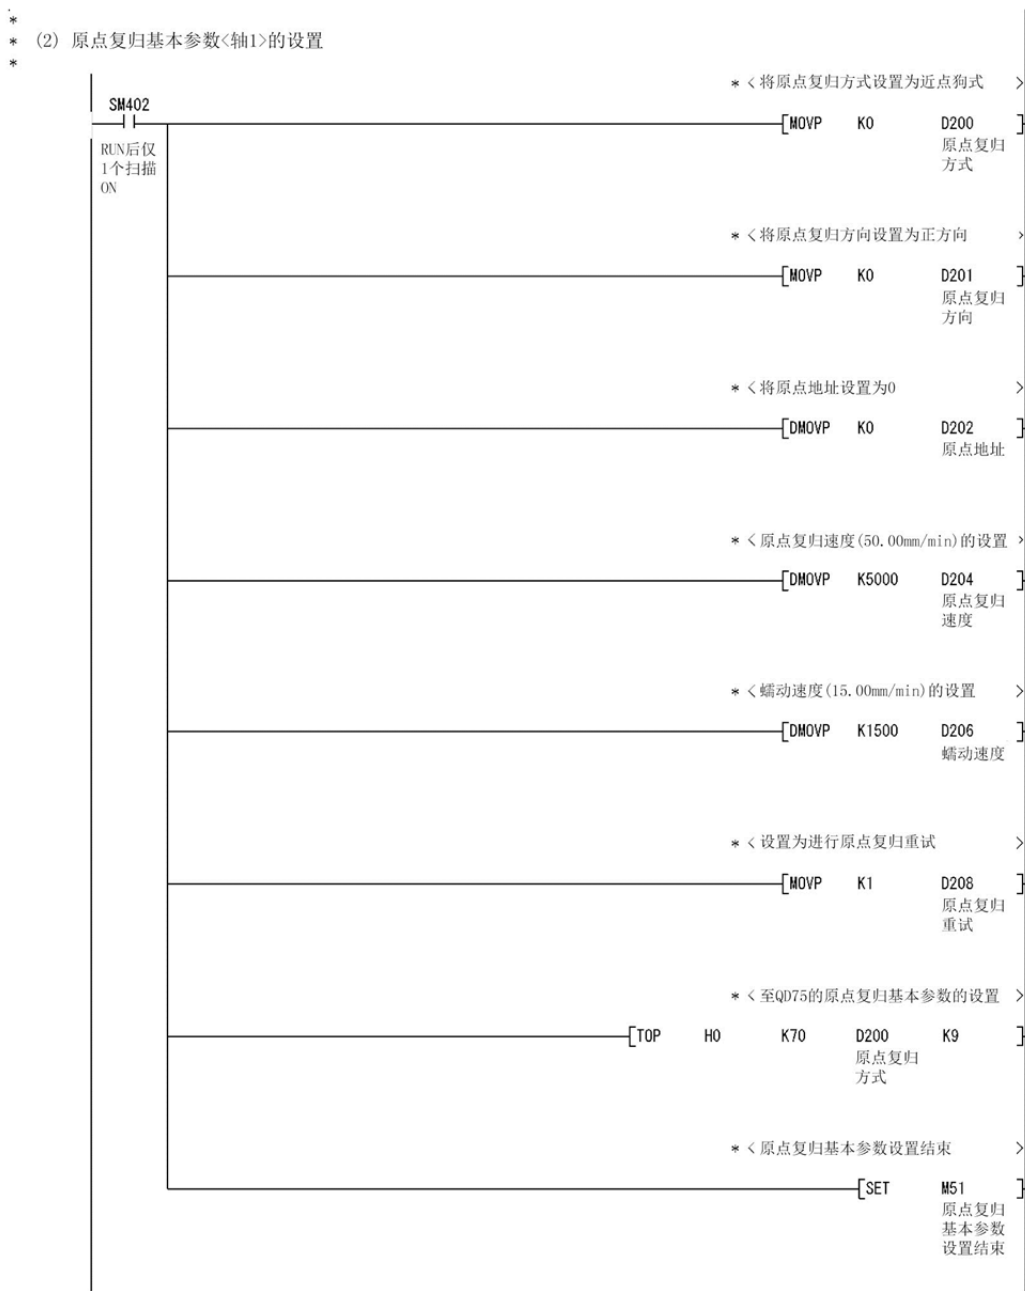 *
* (2) 原点复归基本参数<轴1>的设置
*
* <将原点复归方式设置为近点狗式 >
SM402
[MOVP K0 D200 ]
RUN后仅
1个扫描
ON
原点复归
方式
* <将原点复归方向设置为正方向 >
[MOVP K0 D201 ]
原点复归
方向
* <将原点地址设置为0 >
[DMOVP K0 D202 ]
原点地址
* <原点复归速度(50.00mm/min)的设置 >
[DMOVP K5000 D204 ]
原点复归
速度
* <蠕动速度(15.00mm/min)的设置 >
[DMOVP K1500 D206 ]
蠕动速度
* <设置为进行原点复归重试 >
[MOVP K1 D208 ]
原点复归
重试
* <至QD75的原点复归基本参数的设置 >
[TOP H0 K70 D200 K9 ]
原点复归
方式
* <原点复归基本参数设置结束 >
[SET M51 ]
原点复归
基本参数
设置结束